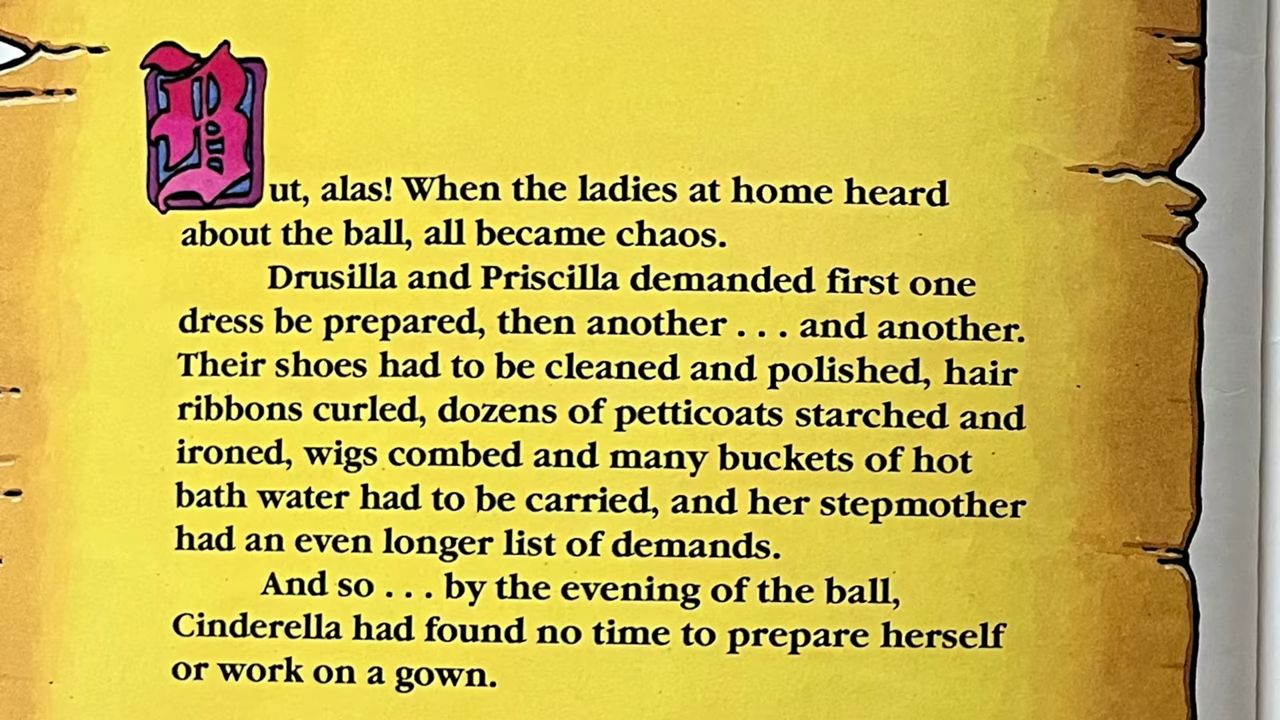 But, alas! When the ladies at home heard
about the ball, all became chaos.
Drusilla and Priscilla demanded first one
dress be prepared, then another . . . and another.
Their shoes had to be cleaned and polished, hair
ribbons curled, dozens of petticoats starched and
ironed, wigs combed and many buckets of hot
bath water had to be carried, and her stepmother
had an even longer list of demands.
And so . . . by the evening of the ball,
Cinderella had found no time to prepare herself
or work on a gown.